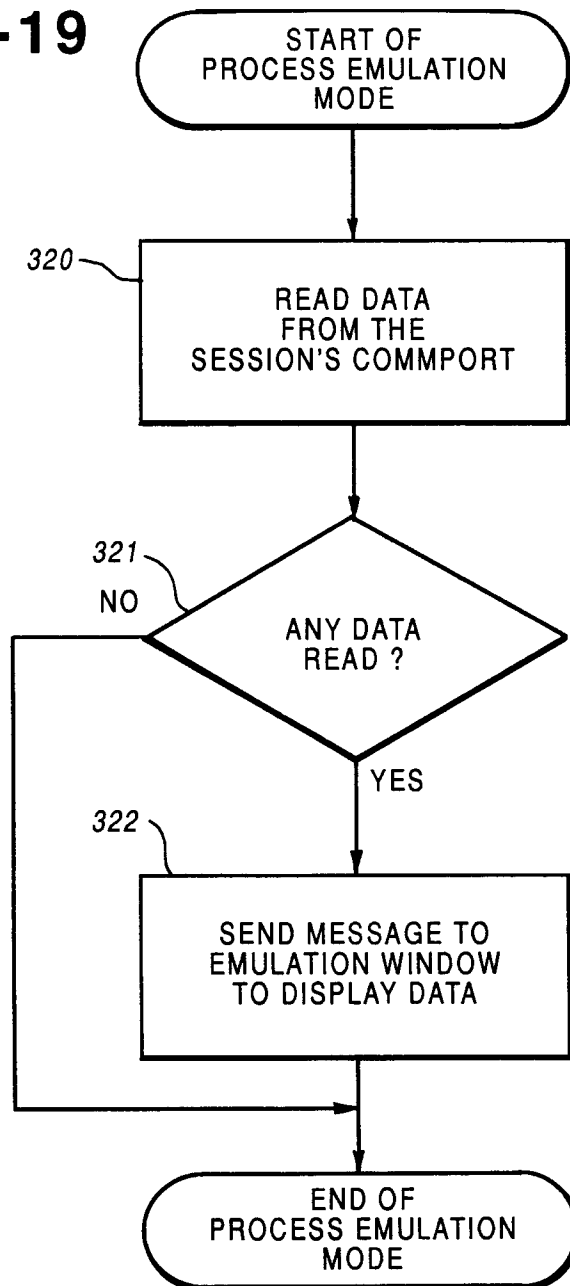 -19
START OF
PROCESS EMULATION
MODE
320
READ DATA
FROM THE
SESSION'S COMMPORT
321
NO
ANY DATA
READ ?
YES
322
SEND MESSAGE TO
EMULATION WINDOW
TO DISPLAY DATA
END OF
PROCESS EMULATION
MODE